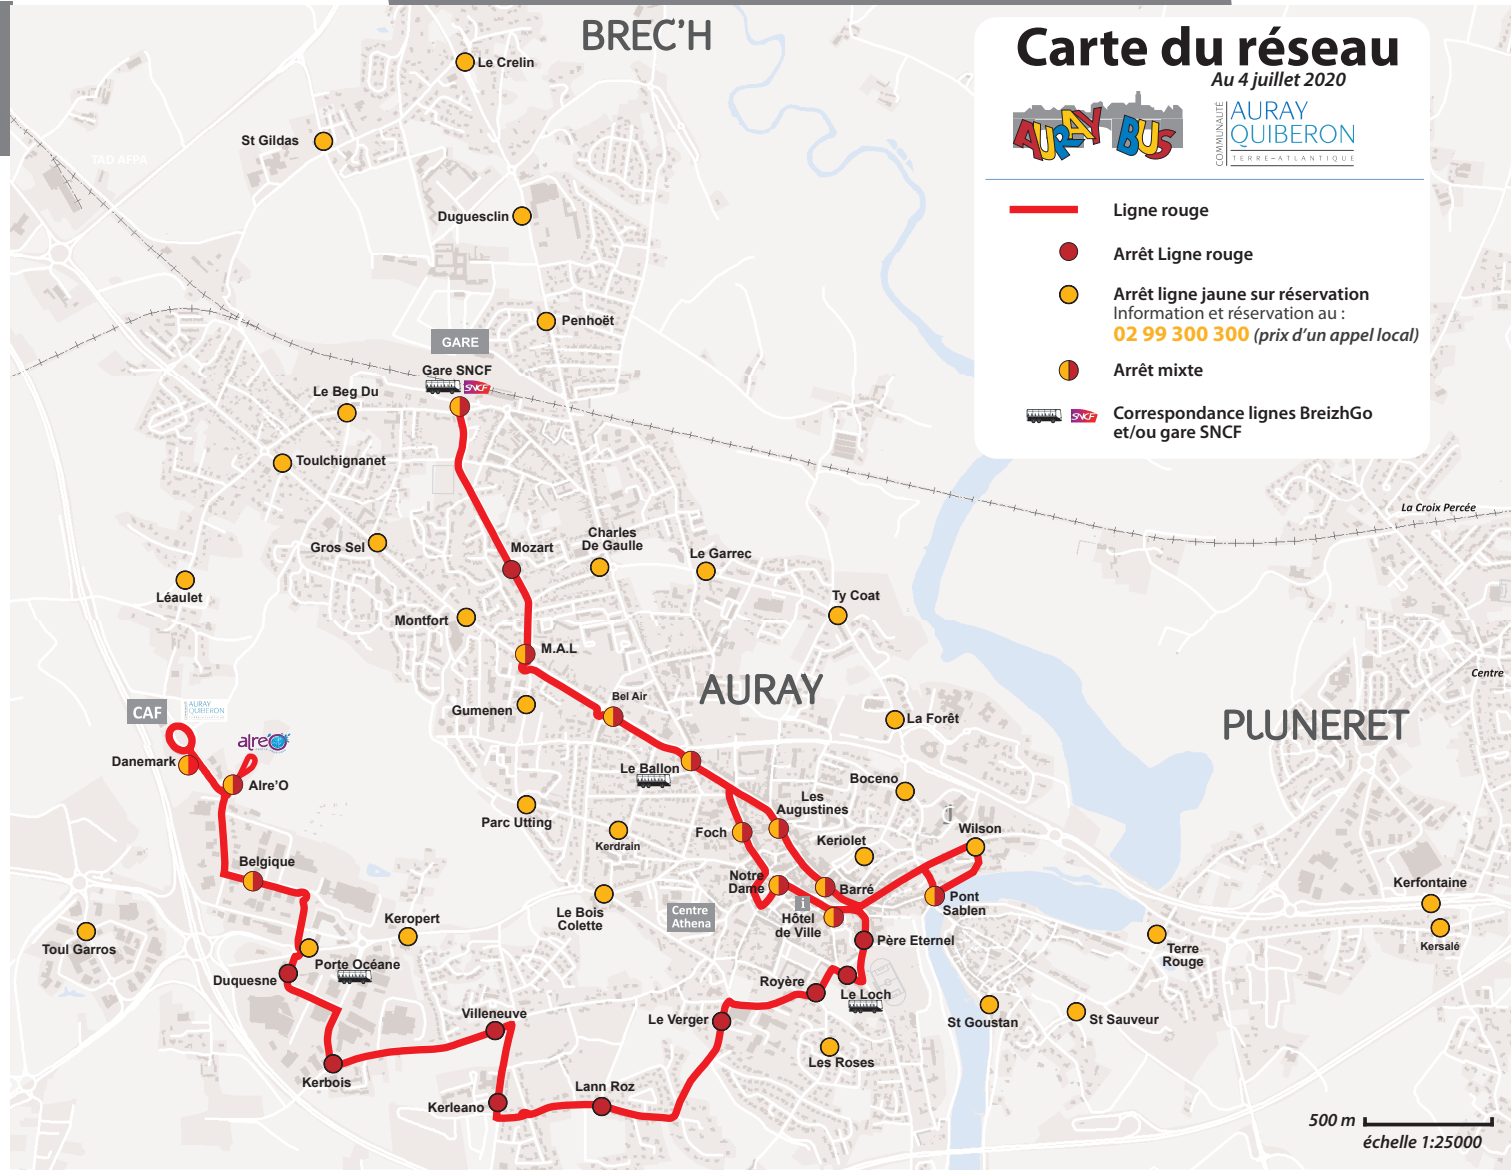 BREC'H
Carte du réseau
Au 4 juillet 2020
AURAY BUS
COMMUNAUTÉ
AURAY
QUIBERON
TERRE-ATLANTIQUE
Ligne rouge
Arrêt Ligne rouge
Arrêt ligne jaune sur réservation
Information et réservation au :
02 99 300 300 (prix d'un appel local)
Arrêt mixte
SNCF
Correspondance lignes BreizhGo
et/ou gare SNCF
Le Crelin
St Gildas
TAD AFPA
Duguesclin
Penhoët
GARE
Gare SNCF
SNCF
Le Beg Du
Toulchignanet
La Croix Percée
Gros Sel
Mozart
Charles
De Gaulle
Le Garrec
Léaulet
Ty Coat
Montfort
M.A.L
Centre
AURAY
Bel Air
Gumenen
CAF
AURAY
QUIBERON
La Forêt
PLUNERET
alre
Danemark
Alre'O
Le Ballon
Boceno
Parc Utting
Les
Augustines
Foch
Keriolet
i
Wilson
Kerdrain
Belgique
Notre
Dame
Barré
Kerfontaine
Pont
Sablen
i
Le Bois
Colette
Centre
Athena
Hôtel
de Ville
Keropert
Toul Garros
Père Eternel
Kersalé
Terre
Rouge
Porte Océane
Duquesne
Royère
Le Loch
Villeneuve
Le Verger
St Goustan
St Sauveur
Les Roses
Kerbois
Lann Roz
Kerleano
500 m
échelle 1:25000